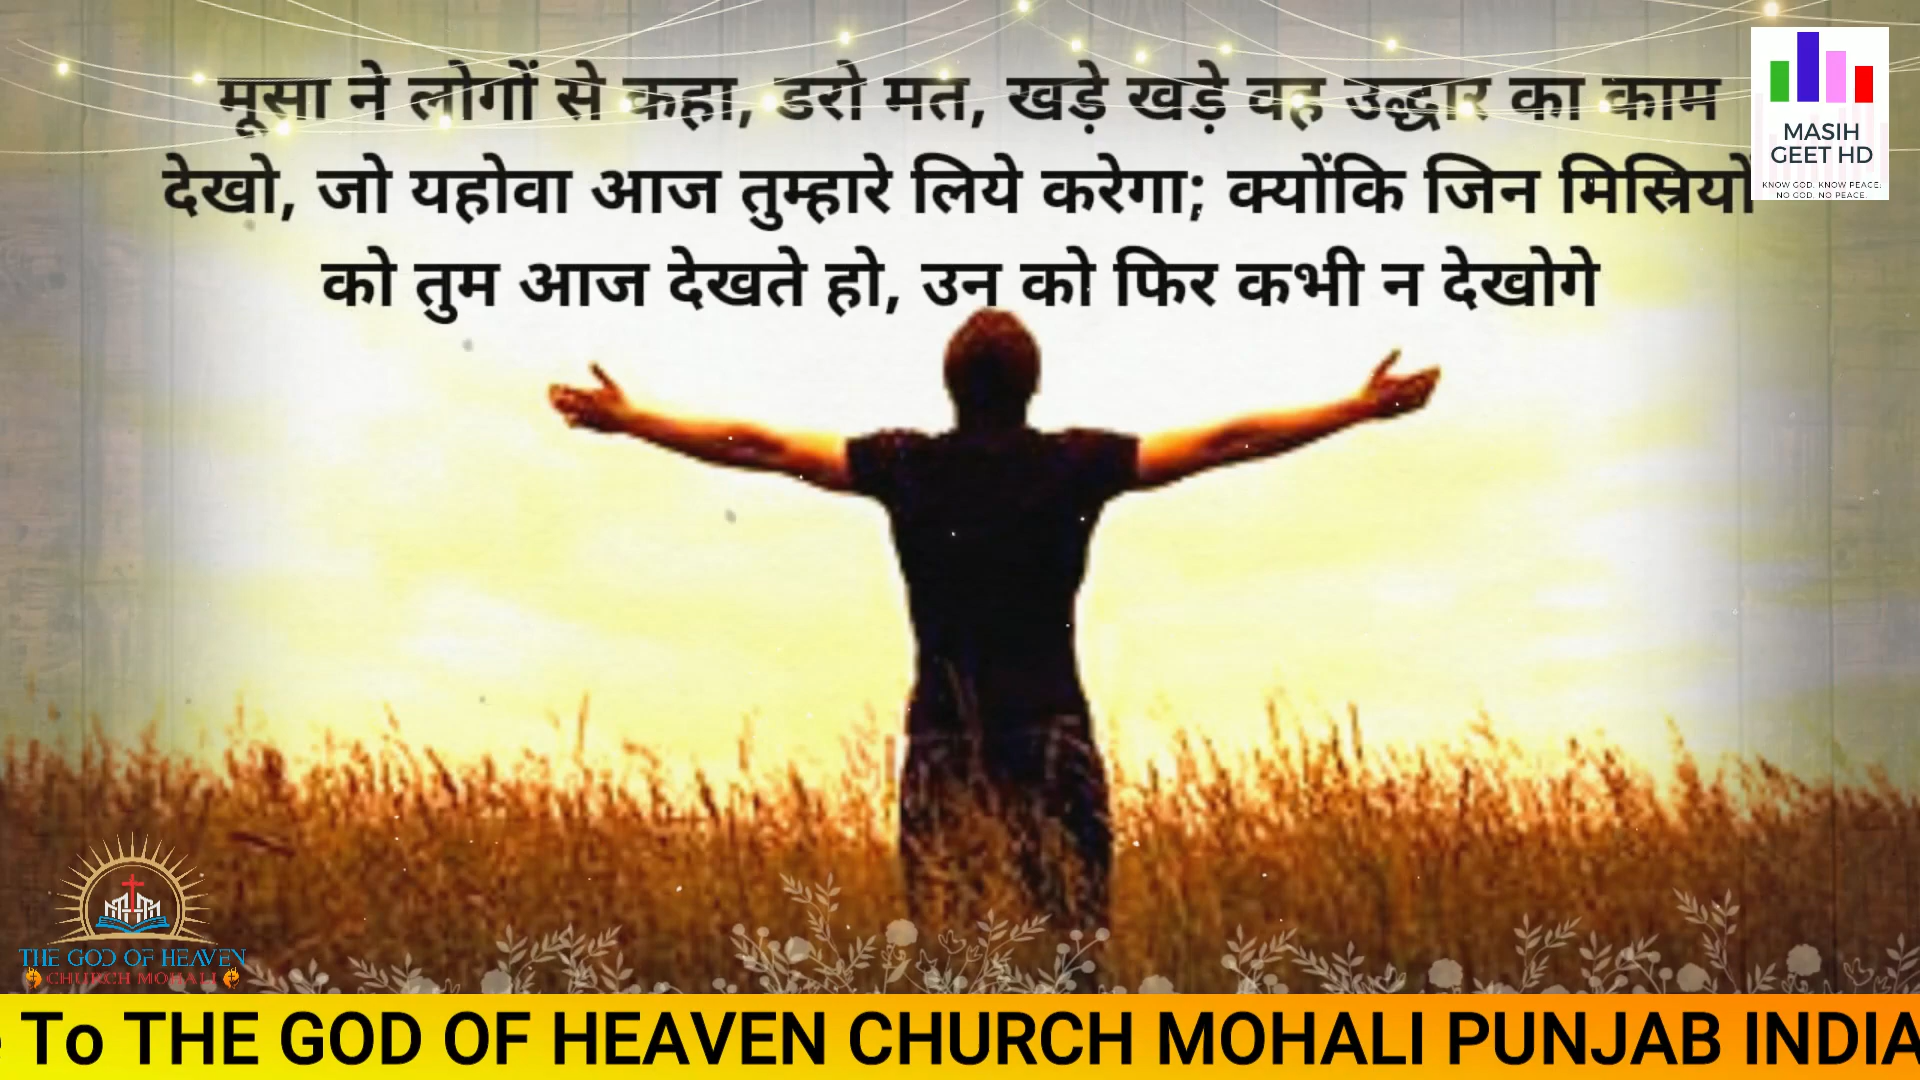 मूसा ने लोगों से कहा, डरो मत, खड़े खड़े वह उद्धार का काम
देखो, जो यहोवा आज तुम्हारे लिये करेगा; क्योंकि जिन मिस्रियों
को तुम आज देखते हो, उन को फिर कभी न देखोगे
MASIH
GEET HD
KNOW GOD. KNOW PEACE.
NO GOD. NO PEACE.
THE GOD OF HEAVEN
CHURCH MOHALI
To THE GOD OF HEAVEN CHURCH MOHALI PUNJAB INDIA